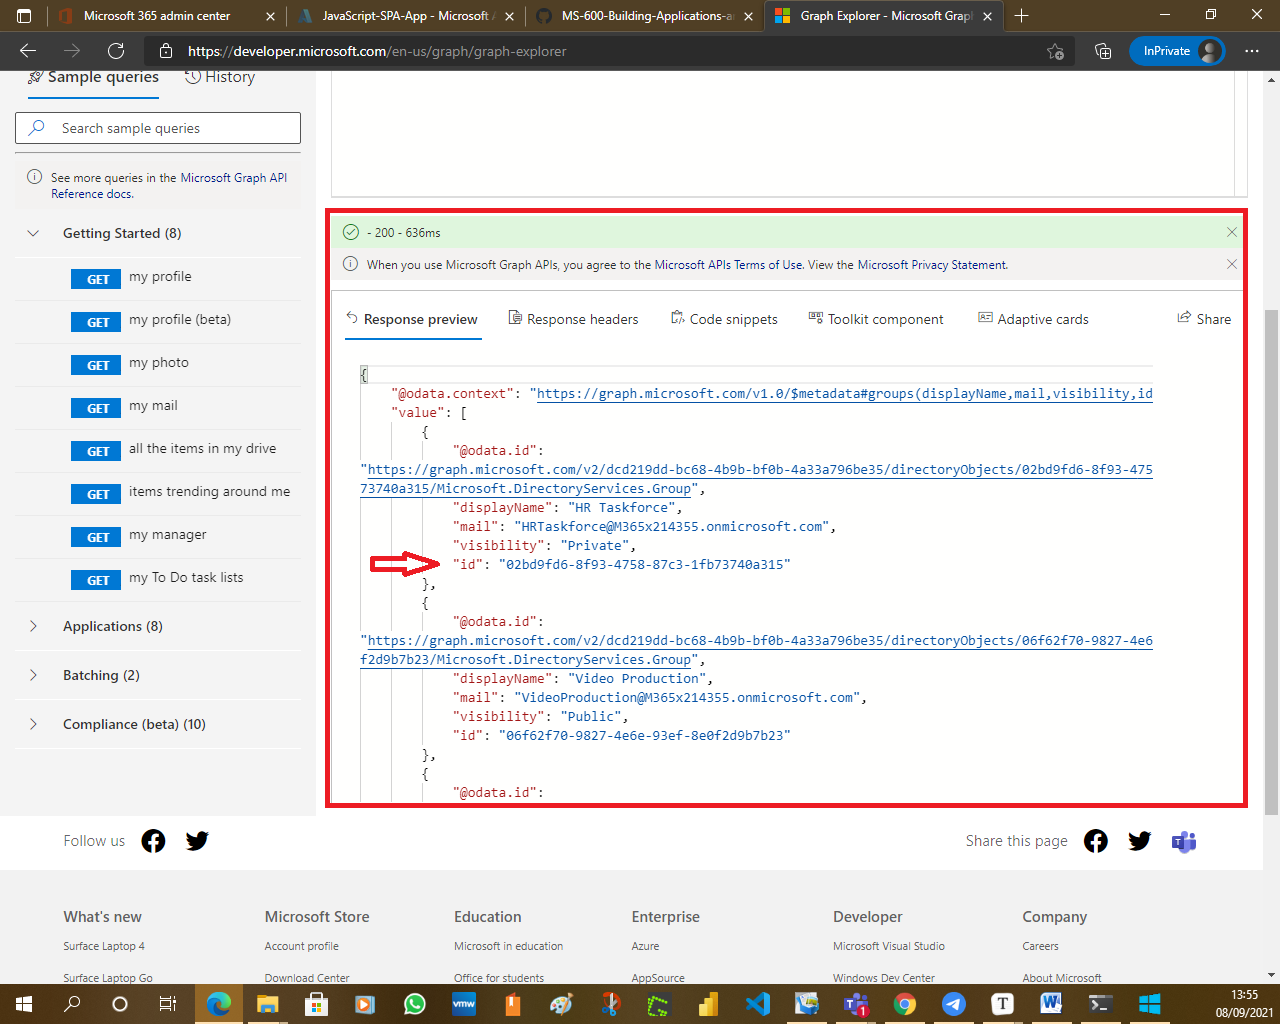 Microsoft 365 admin center
JavaScript-SPA-App - Microsoft A
MS-600-Building-Applications-a
Graph Explorer - Microsoft Graph
https://developer.microsoft.com/en-us/graph/graph-explorer
InPrivate
Sample queries
History
Search sample queries
See more queries in the Microsoft Graph API
Reference docs.
Getting Started (8)
GET my profile
GET my profile (beta)
GET my photo
GET my mail
GET all the items in my drive
GET items trending around me
GET my manager
GET my To Do task lists
Applications (8)
Batching (2)
Compliance (beta) (10)
- 200 - 636ms
When you use Microsoft Graph APIs, you agree to the Microsoft APIs Terms of Use. View the Microsoft Privacy Statement.
Response preview
Response headers
Code snippets
Toolkit component
Adaptive cards
Share
{
"@odata.context": "https://graph.microsoft.com/v1.0/$metadata#groups(displayName,mail,visibility,id
"value": [
{
"@odata.id":
"https://graph.microsoft.com/v2/dcd219dd-bc68-4b9b-bf0b-4a33a796be35/directoryObjects/02bd9fd6-8f93-475
73740a315/Microsoft.DirectoryServices.Group",
"displayName": "HR Taskforce",
"mail": "HRTaskforce@M365x214355.onmicrosoft.com",
"visibility": "Private",
"id": "02bd9fd6-8f93-4758-87c3-1fb73740a315"
},
{
"@odata.id":
"https://graph.microsoft.com/v2/dcd219dd-bc68-4b9b-bf0b-4a33a796be35/directoryObjects/06f62f70-9827-4e6
f2d9b7b23/Microsoft.DirectoryServices.Group",
"displayName": "Video Production",
"mail": "VideoProduction@M365x214355.onmicrosoft.com",
"visibility": "Public",
"id": "06f62f70-9827-4e6e-93ef-8e0f2d9b7b23"
},
{
"@odata.id":
Follow us
Share this page
What's new
Surface Laptop 4
Surface Laptop Go
Microsoft Store
Account profile
Download Center
Education
Microsoft in education
Office for students
Enterprise
Azure
AppSource
Developer
Microsoft Visual Studio
Windows Dev Center
Company
Careers
About Microsoft
vmw
T
1
T
W
13:55
08/09/2021